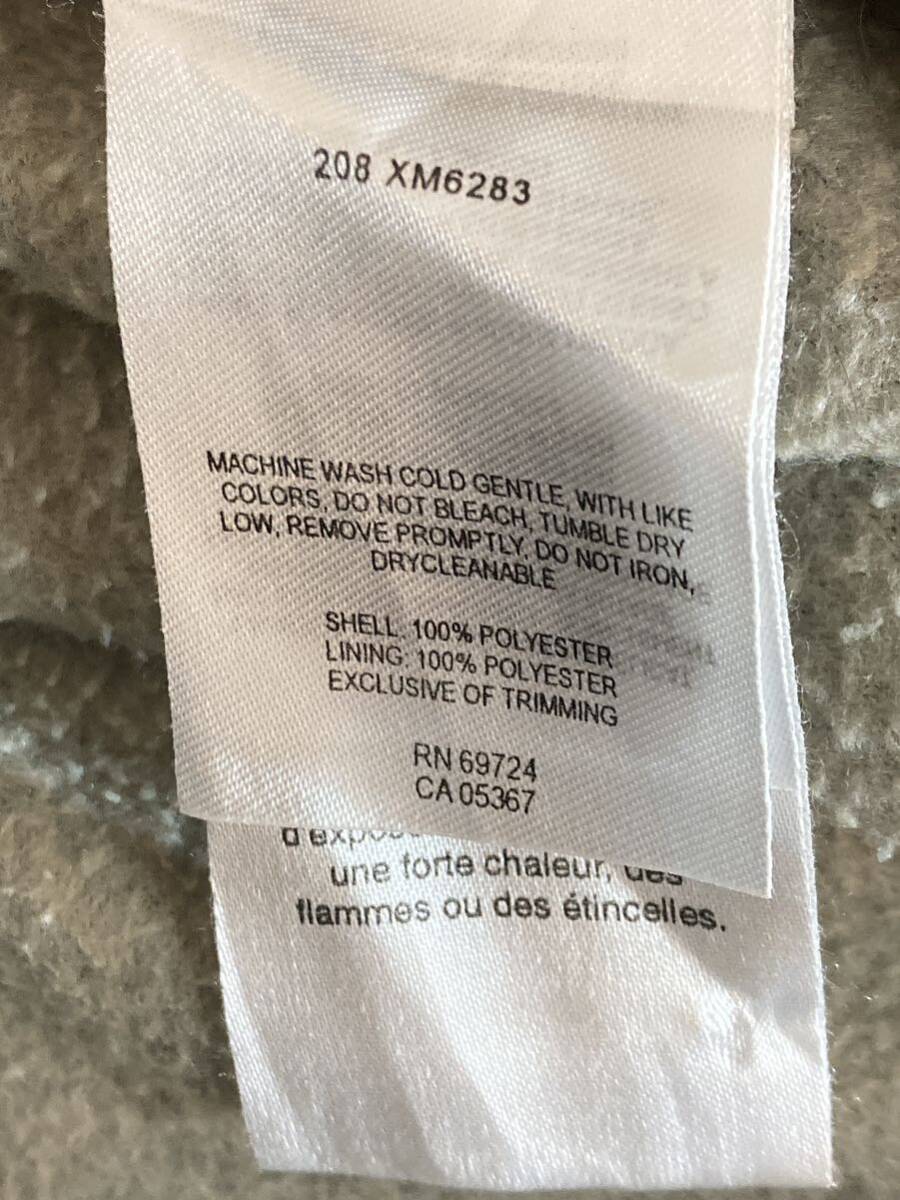 208 XM6283
MACHINE WASH COLD GENTLE, WITH LIKE
COLORS, DO NOT BLEACH, TUMBLE DRY
LOW, REMOVE PROMPTLY, DO NOT IRON,
DRYCLEANABLE
SHELL: 100% POLYESTER
LINING: 100% POLYESTER
EXCLUSIVE OF TRIMMING
RN 69724
CA 05367
une forte chaleur, des
flammes ou des étincelles.